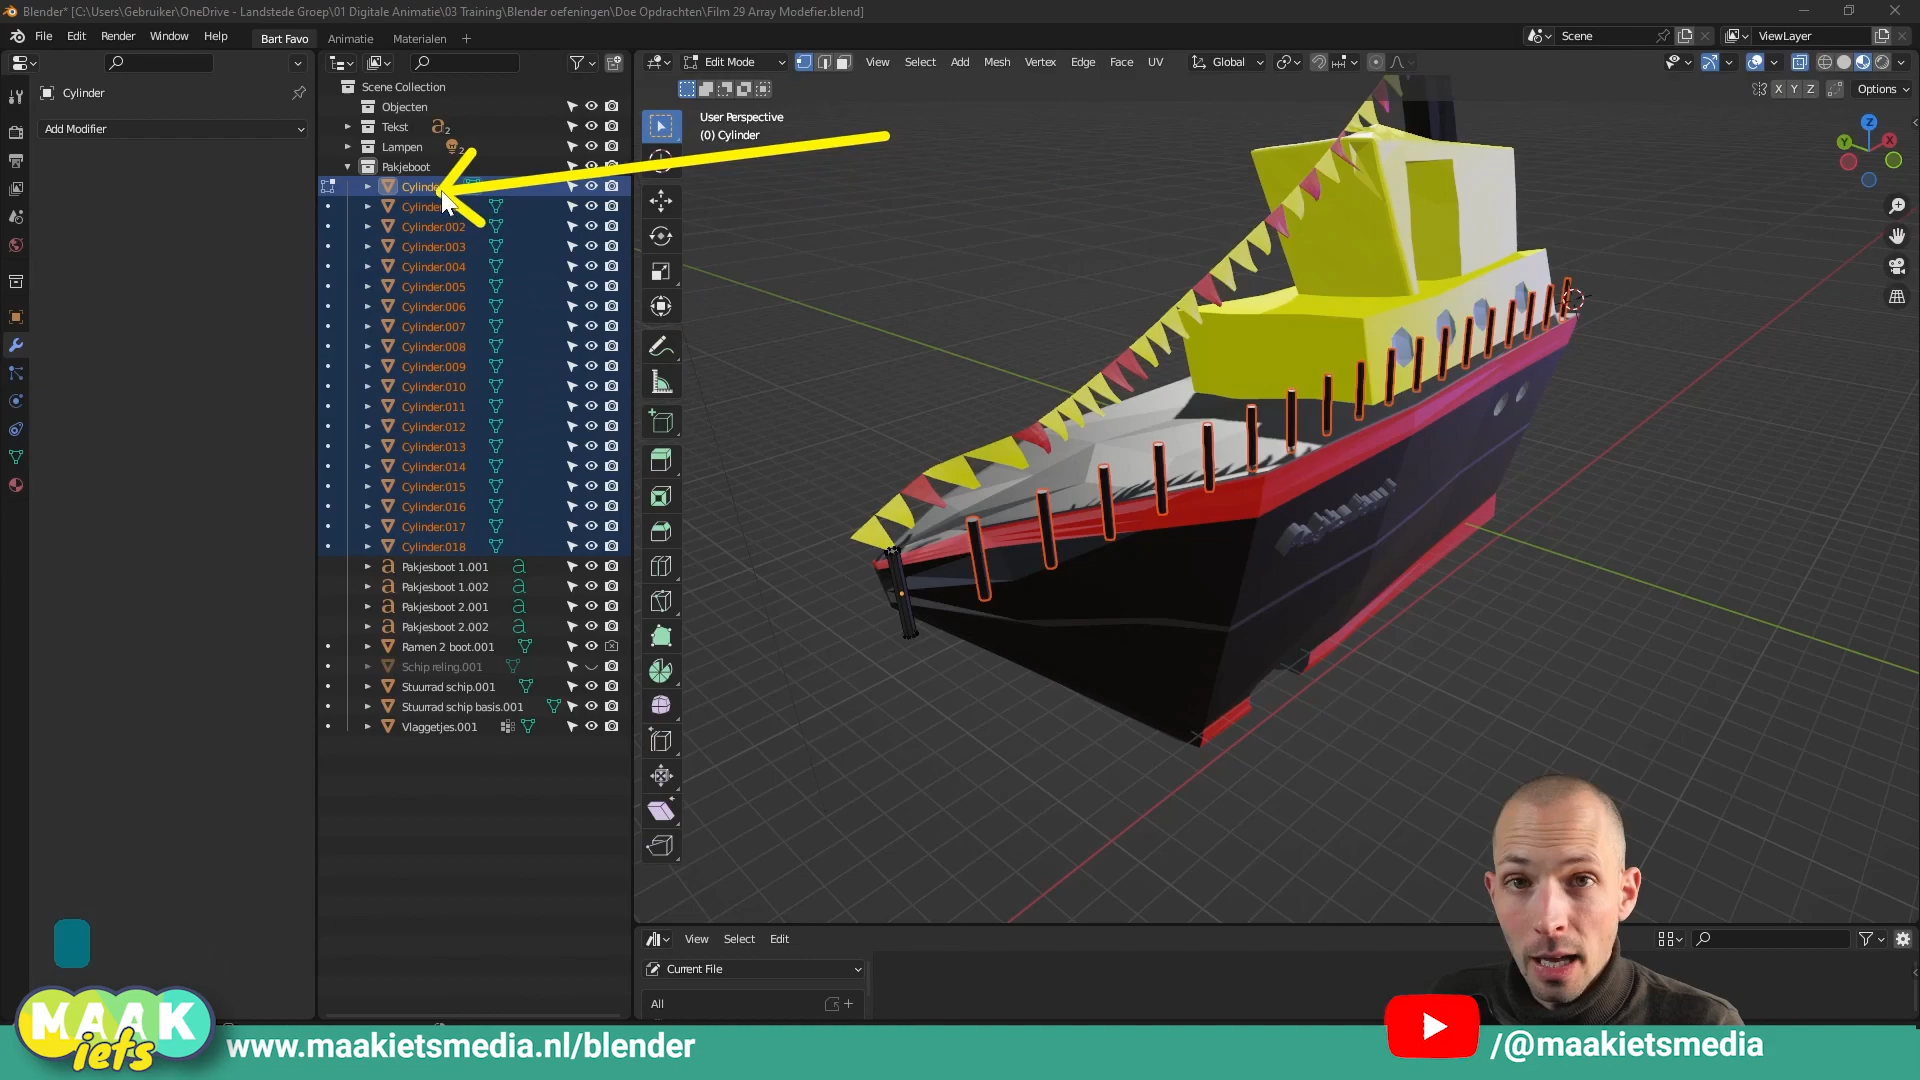 Blender* [C:\Users\Gebruiker\OneDrive - Landstede Groep\01 Digitale Animatie\03 Training\Blender oefeningen\Doe Opdrachten\Film 29 Array Modefier.blend]
File Edit Render Window Help Bart Favo Animatie Materialen + Scene ViewLayer
Edit Mode View Select Add Mesh Vertex Edge Face UV Global
X Y Z Options
Cylinder
Add Modifier
Scene Collection
Objecten
Tekst 2
Lampen 2
Pakjeboot
Cylinder.002
Cylinder.003
Cylinder.004
Cylinder.005
Cylinder.006
Cylinder.007
Cylinder.008
Cylinder.009
Cylinder.010
Cylinder.011
Cylinder.012
Cylinder.013
Cylinder.014
Cylinder.015
Cylinder.016
Cylinder.017
Cylinder.018
Pakjesboot 1.001
Pakjesboot 1.002
Pakjesboot 2.001
Pakjesboot 2.002
Ramen 2 boot.001
Schip reling.001
Stuurrad schip.001
Stuurrad schip basis.001
Vlaggetjes.001
User Perspective
(0) Cylinder
Z
X
Y
View Select Edit
Current File
All
MAAK
iets
www.maakietsmedia.nl/blender
/@maakietsmedia